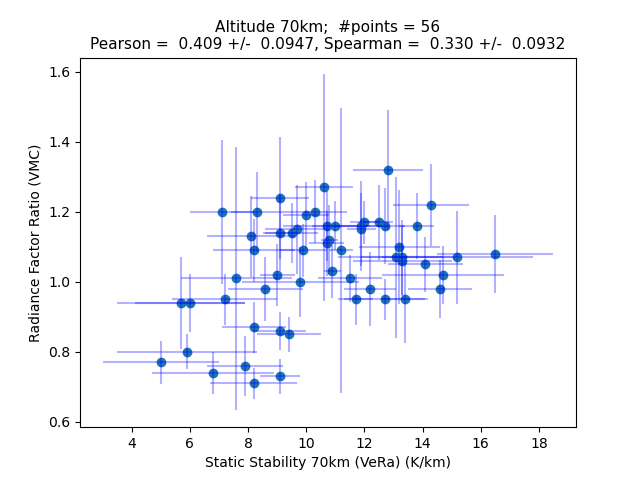 Altitude 70km;  #points = 56
Pearson =  0.409 +/-  0.0947, Spearman =  0.330 +/-  0.0932
1.6
1.4
1.2
1.0
0.8
0.6
Radiance Factor Ratio (VMC)
4 6 8 10 12 14 16 18
Static Stability 70km (VeRa) (K/km)